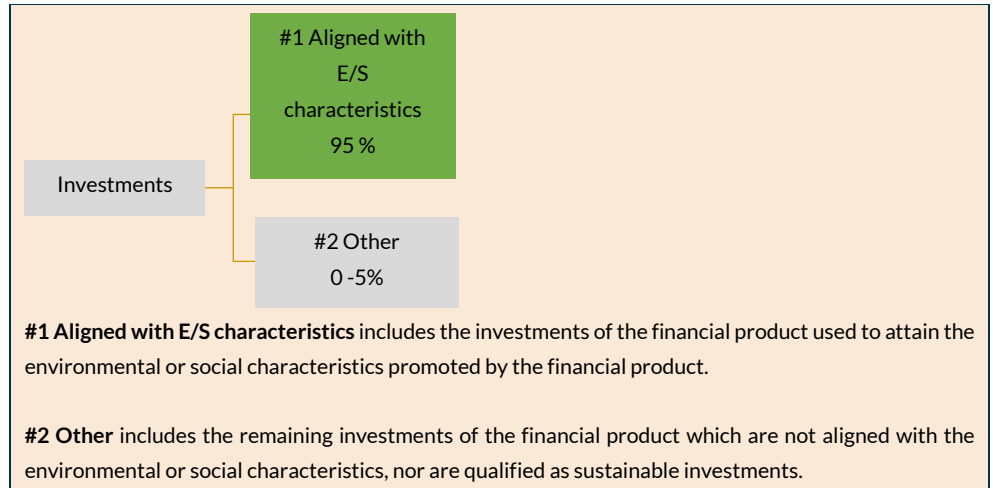 #1 Aligned with
E/S
characteristics
95 %
Investments
#2 Other
0 -5%
#1 Aligned with E/S characteristics includes the investments of the financial product used to attain the
environmental or social characteristics promoted by the financial product.
#2 Other includes the remaining investments of the financial product which are not aligned with the
environmental or social characteristics, nor are qualified as sustainable investments.